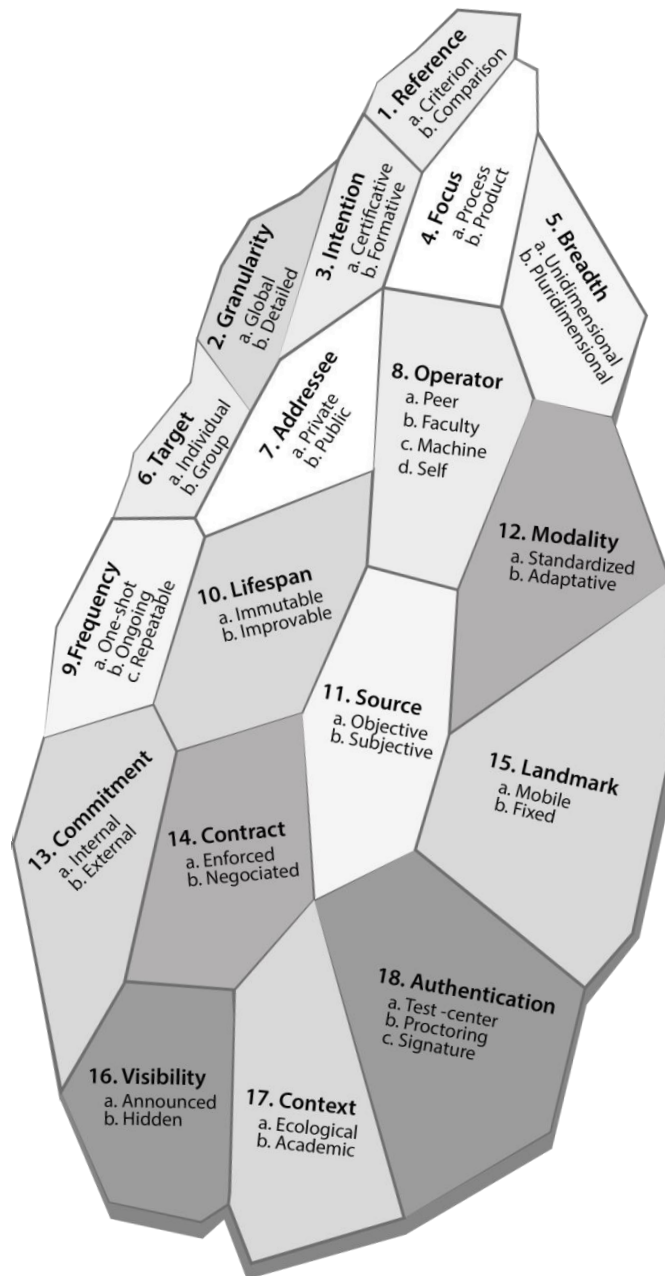 1. Reference
a. Criterion
b. Comparison
2. Granularity
a. Global
b. Detailed
3. Intention
a. Certificative
b. Formative
4. Focus
a. Process
b. Product
5. Breadth
a. Unidimensional
b. Pluridimensional
6. Target
a. Individual
b. Group
7. Addressee
a. Private
b. Public
8. Operator
a. Peer
b. Faculty
c. Machine
d. Self
9.Frequency
a. One-shot
b. Ongoing
c. Repeatable
10. Lifespan
a. Immutable
b. Improvable
11. Source
a. Objective
b. Subjective
12. Modality
a. Standardized
b. Adaptative
13. Commitment
a. Internal
b. External
14. Contract
a. Enforced
b. Negociated
15. Landmark
a. Mobile
b. Fixed
16. Visibility
a. Announced
b. Hidden
17. Context
a. Ecological
b. Academic
18. Authentication
a. Test -center
b. Proctoring
c. Signature